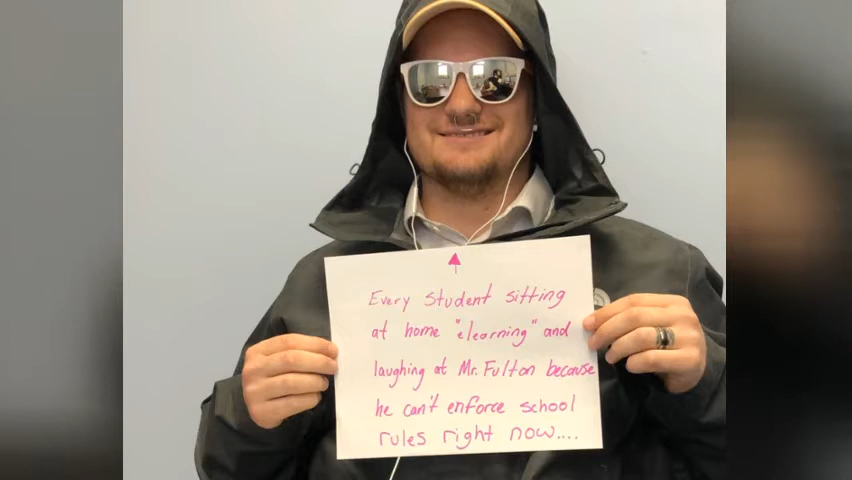 Every student sitting
at home "elearning" and
laughing at Mr. Fulton because
he can't enforce school
rules right now....